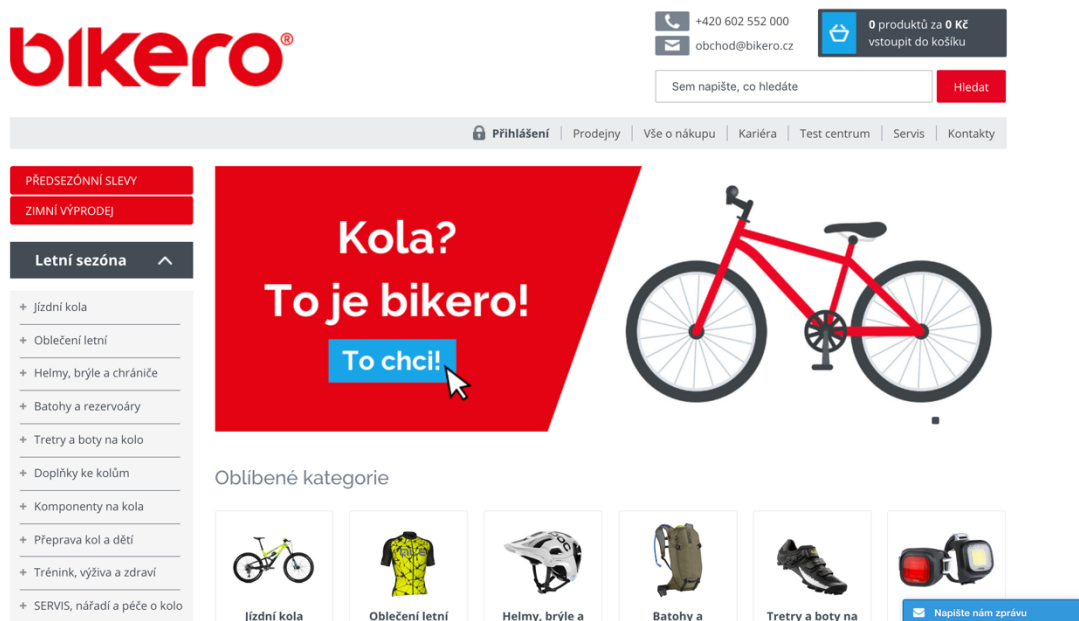 bikero®
+420 602 552 000
obchod@bikero.cz
0 produktů za 0 Kč
vstoupit do košíku
Sem napište, co hledáte
Hledat
Přihlášení
Prodejny
Vše o nákupu
Kariéra
Test centrum
Servis
Kontakty
PŘEDSEZÓNNÍ SLEVY
ZIMNÍ VÝPRODEJ
Letní sezóna
+ Jízdní kola
+ Oblečení letní
+ Helmy, brýle a chrániče
+ Batohy a rezervoáry
+ Tretry a boty na kolo
+ Doplňky ke kolům
+ Komponenty na kola
+ Přeprava kol a dětí
+ Trénink, výživa a zdraví
+ SERVIS, nářadí a péče o kolo
Kola?
To je bikero!
To chci!
Oblíbené kategorie
Jízdní kola
Oblečení letní
Helmy, brýle a
Batohy a
Tretry a boty na
Napište nám zprávu